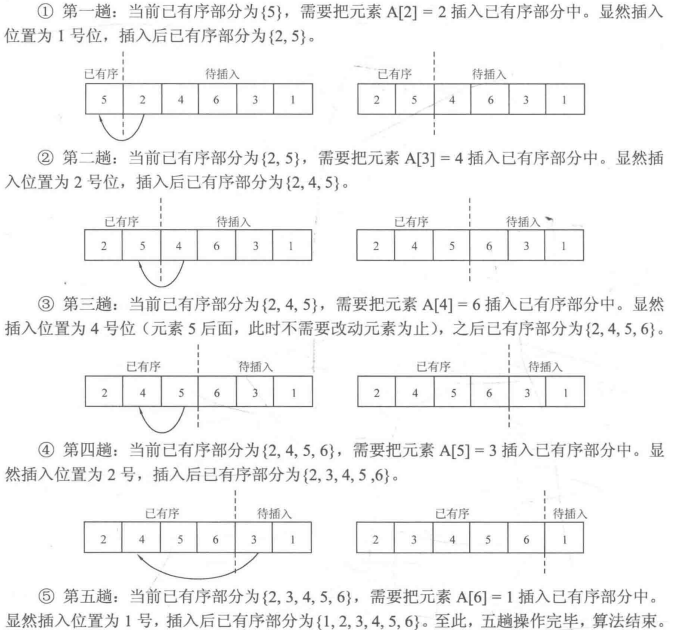 ① 第一趟：当前已有序部分为{5}，需要把元素 A[2] = 2 插入已有序部分中。显然插入
位置为 1 号位，插入后已有序部分为{2, 5}。
已有序 待插入 已有序 待插入
5 2 4 6 3 1 2 5 4 6 3 1
② 第二趟：当前已有序部分为{2, 5}，需要把元素 A[3] = 4 插入已有序部分中。显然插
入位置为 2 号位，插入后已有序部分为{2, 4, 5}。
已有序 待插入 已有序 待插入
2 5 4 6 3 1 2 4 5 6 3 1
③ 第三趟：当前已有序部分为{2, 4, 5}，需要把元素 A[4] = 6 插入已有序部分中。显然
插入位置为 4 号位（元素 5 后面，此时不需要改动元素为止），之后已有序部分为{2, 4, 5, 6}。
已有序 待插入 已有序 待插入
2 4 5 6 3 1 2 4 5 6 3 1
④ 第四趟：当前已有序部分为{2, 4, 5, 6}，需要把元素 A[5] = 3 插入已有序部分中。显
然插入位置为 2 号，插入后已有序部分为{2, 3, 4, 5 ,6}。
已有序 待插入 已有序 待插入
2 4 5 6 3 1 2 3 4 5 6 1
⑤ 第五趟：当前已有序部分为{2, 3, 4, 5, 6}，需要把元素 A[6] = 1 插入已有序部分中。
显然插入位置为 1 号，插入后已有序部分为{1, 2, 3, 4, 5, 6}。至此，五趟操作完毕，算法结束。